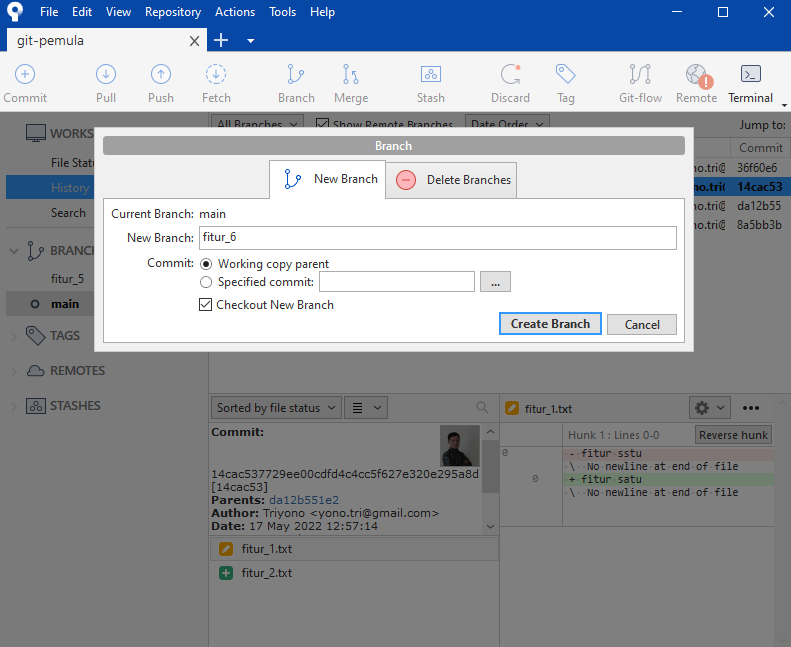 File Edit View Repository Actions Tools Help
git-pemula
Commit Pull Push Fetch Branch Merge Stash Discard Tag Git-flow Remote Terminal
All Branches Show Remote Branches Date Order Jump to:
Branch
WORKS
Commit
New Branch Delete Branches
File Statu
no.tri@ 36f60e6
History
no.tri@ 14cac53
Current Branch: main
Search
no.tri@ da12b55
no.tri@ 8a5bb3b
New Branch: fitur_6
BRANCH
Commit: Working copy parent
fitur_5
Specified commit: ...
main
Checkout New Branch
Create Branch Cancel
TAGS
REMOTES
STASHES
Sorted by file status
fitur_1.txt
Commit:
Hunk 1 : Lines 0-0 Reverse hunk
0 - fitur sstu
\ No newline at end of file
0 + fitur satu
\ No newline at end of file
14cac537729ee00cdfd4c4cc5f627e320e295a8d
[14cac53]
Parents: da12b551e2
Author: Triyono <yono.tri@gmail.com>
Date: 17 May 2022 12:57:14
fitur_1.txt
fitur_2.txt